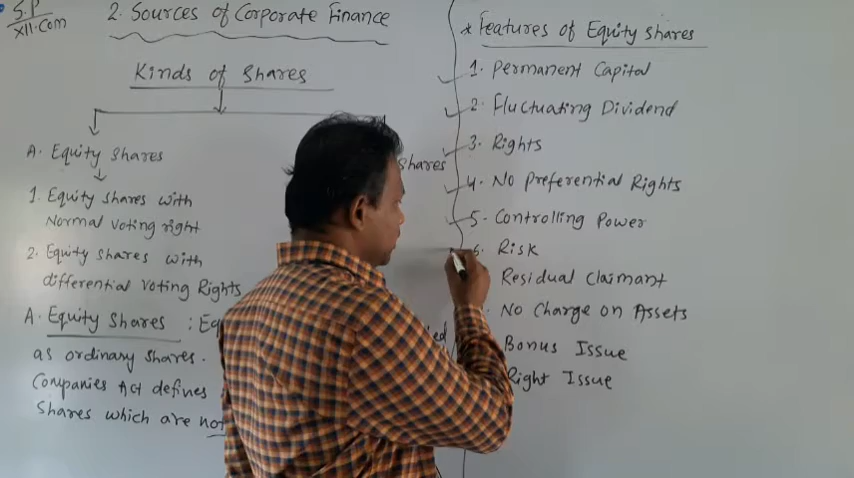 S.P
XII.Com
2. Sources of Corporate Finance
Kinds of Shares
A. Equity Shares
1. Equity shares with
Normal voting right
2. Equity shares with
differential voting Rights
A. Equity Shares :
as ordinary shares.
Companies Act defines
Shares which are not
shares
* Features of Equity shares
1. Permanent Capital
2. Fluctuating Dividend
3. Rights
4. No Preferential Rights
5. Controlling Power
6. Risk
Residual Claimant
No Charge on Assets
Bonus Issue
Right Issue